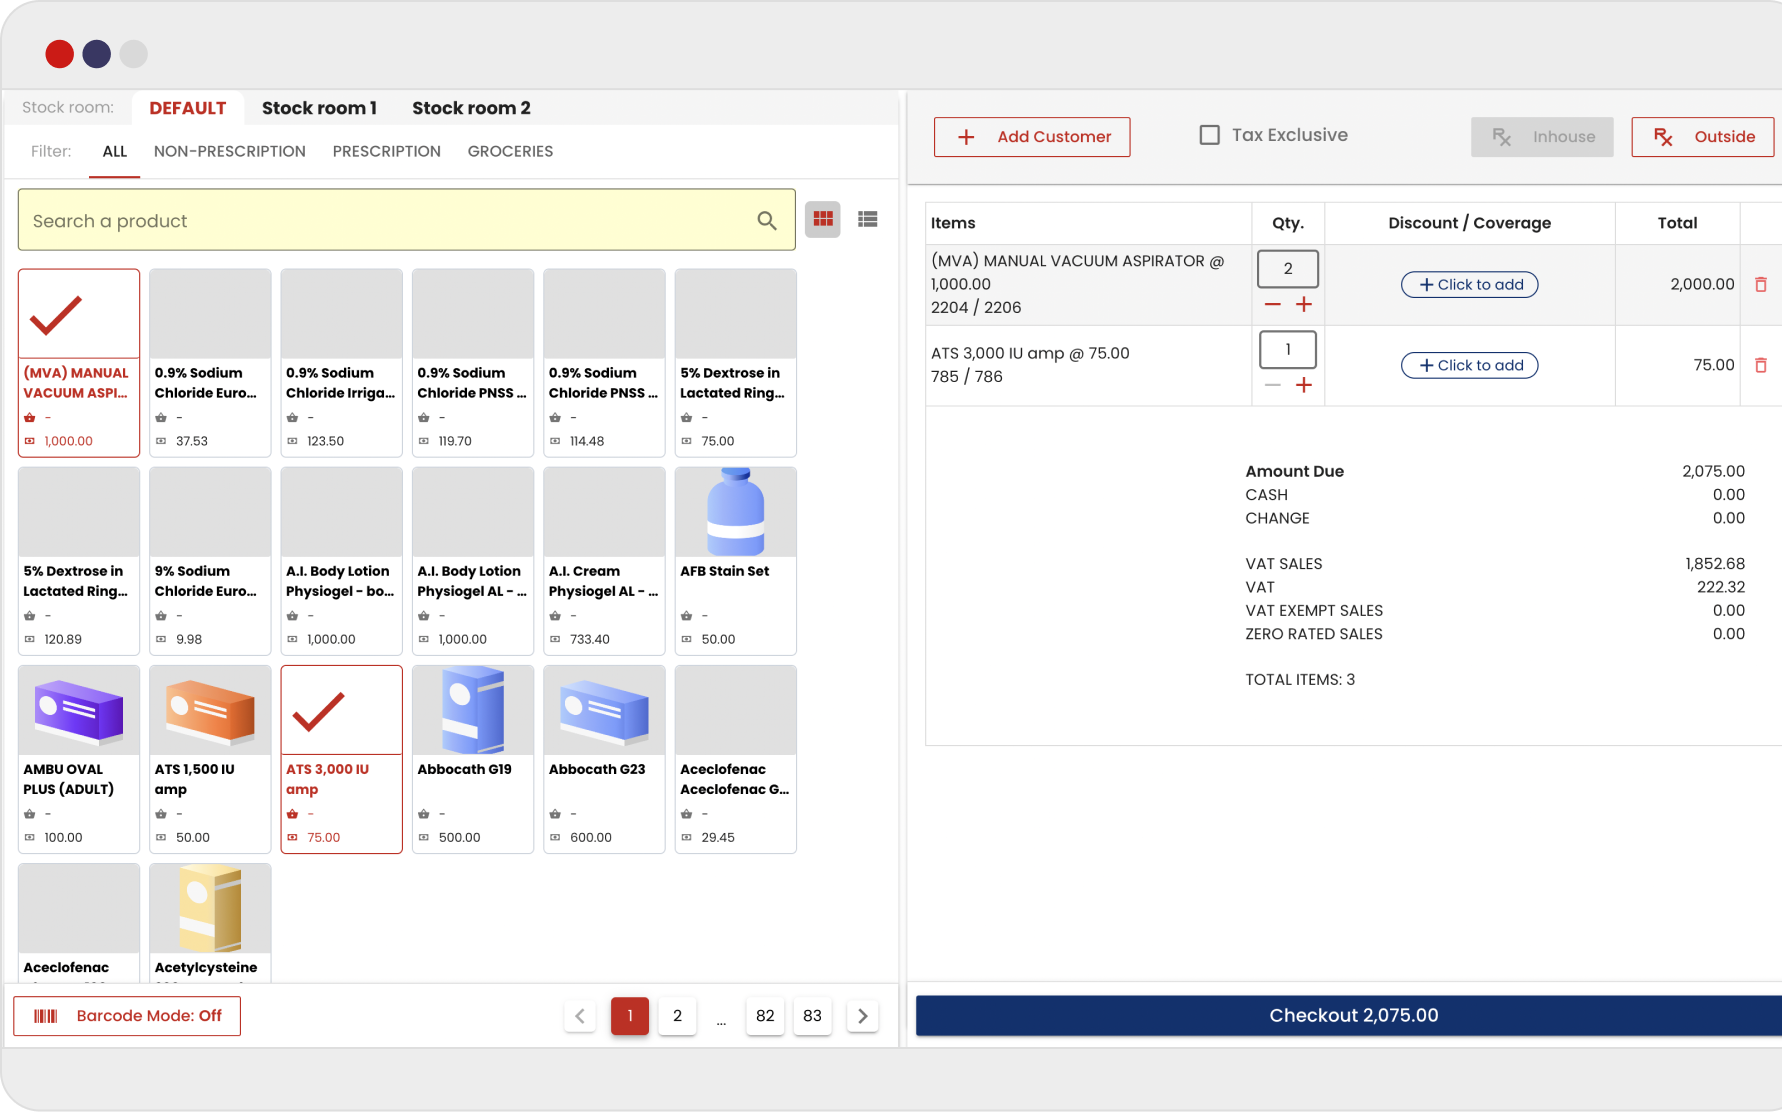 Stock room: DEFAULT Stock room 1 Stock room 2
Filter: ALL NON-PRESCRIPTION PRESCRIPTION GROCERIES
Search a product
(MVA) MANUAL
VACUUM ASPI...
-
1,000.00
0.9% Sodium
Chloride Euro...
-
37.53
0.9% Sodium
Chloride Irriga...
-
123.50
0.9% Sodium
Chloride PNSS ...
-
119.70
0.9% Sodium
Chloride PNSS ...
-
114.48
5% Dextrose in
Lactated Ring...
-
75.00
5% Dextrose in
Lactated Ring...
-
120.89
9% Sodium
Chloride Euro...
-
9.98
A.I. Body Lotion
Physiogel - bo...
-
1,000.00
A.I. Body Lotion
Physiogel AL - ...
-
1,000.00
A.I. Cream
Physiogel AL - ...
-
733.40
AFB Stain Set
-
50.00
AMBU OVAL
PLUS (ADULT)
-
100.00
ATS 1,500 IU
amp
-
50.00
ATS 3,000 IU
amp
-
75.00
Abbocath G19
-
500.00
Abbocath G23
-
600.00
Aceclofenac
Aceclofenac G...
-
29.45
Aceclofenac
Acetylcysteine
Barcode Mode: Off
1 2 ... 82 83
Add Customer
Tax Exclusive
Inhouse
Outside
Items Qty. Discount / Coverage Total
(MVA) MANUAL VACUUM ASPIRATOR @
1,000.00
2204 / 2206
2
+ Click to add
2,000.00
ATS 3,000 IU amp @ 75.00
785 / 786
1
+ Click to add
75.00
Amount Due 2,075.00
CASH 0.00
CHANGE 0.00
VAT SALES 1,852.68
VAT 222.32
VAT EXEMPT SALES 0.00
ZERO RATED SALES 0.00
TOTAL ITEMS: 3
Checkout 2,075.00